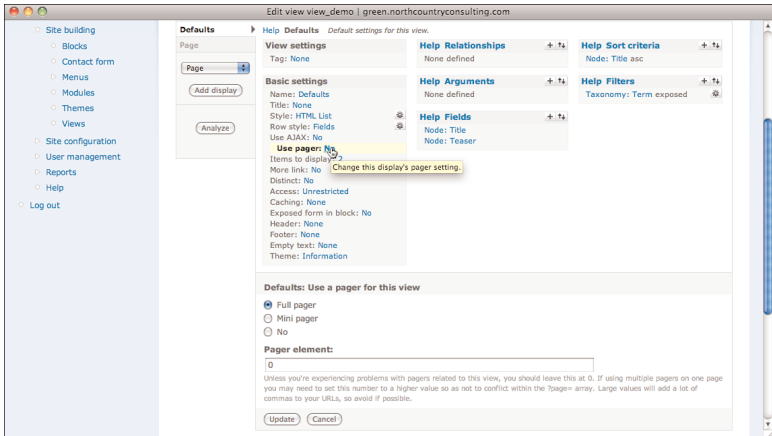 Edit view view_demo | green.northcountryconsulting.com
Site building
Blocks
Contact form
Menus
Modules
Themes
Views
Site configuration
User management
Reports
Help
Log out
Defaults
Page
Page
Add display
Analyze
Help Defaults Default settings for this view.
View settings
Tag: None
Basic settings
Name: Defaults
Title: None
Style: HTML List
Row style: Fields
Use AJAX: No
Use pager: No
Items to display: 2
Change this display's pager setting.
More link: No
Distinct: No
Access: Unrestricted
Caching: None
Exposed form in block: No
Header: None
Footer: None
Empty text: None
Theme: Information
Help Relationships
None defined
Help Arguments
None defined
Help Fields
Node: Title
Node: Teaser
Help Sort criteria
Node: Title asc
Help Filters
Taxonomy: Term exposed
Defaults: Use a pager for this view
Full pager
Mini pager
No
Pager element:
0
Unless you're experiencing problems with pagers related to this view, you should leave this at 0. If using multiple pagers on one page
you may need to set this number to a higher value so as not to conflict within the ?page= array. Large values will add a lot of
commas to your URLs, so avoid if possible.
Update Cancel